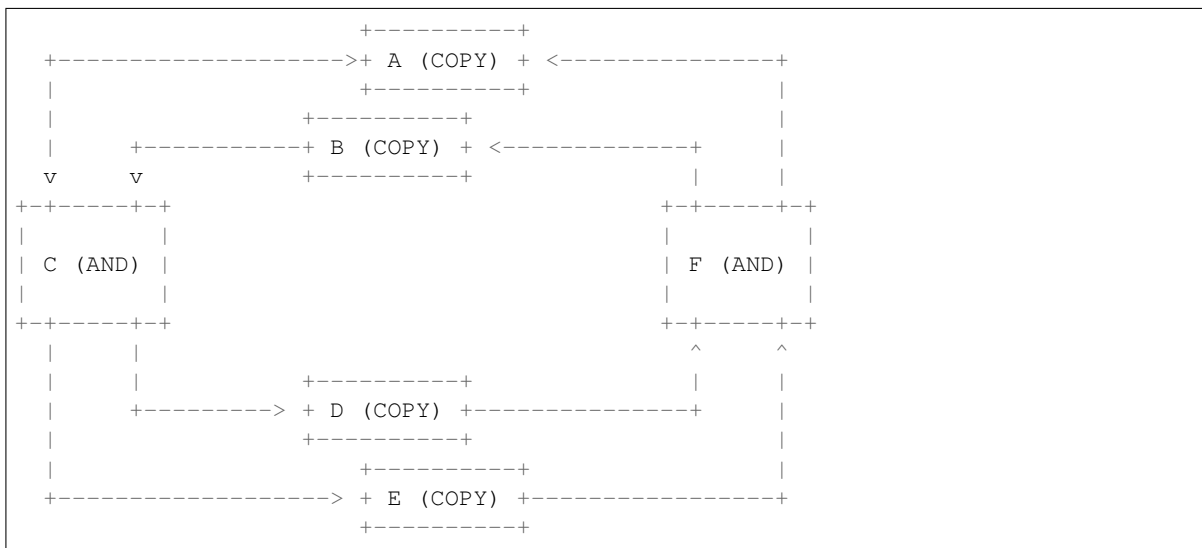 +----------+
  +--------------------->+ A (COPY) + <---------------+
  |                     +----------+                  |
  |                 +----------+                      |
  |     +-----------+ B (COPY) + <-------------+      |
  v     v           +----------+               |     |
+-+-----+-+                                  +-+-----+-+
|         |                                  |         |
| C (AND) |                                  | F (AND) |
|         |                                  |         |
+-+-----+-+                                  +-+-----+-+
  |     |                                      ^     ^
  |     |           +----------+               |     |
  |     +---------> + D (COPY) +---------------+     |
  |                 +----------+                     |
  |                     +----------+                 |
  +-------------------> + E (COPY) +-----------------+
                        +----------+